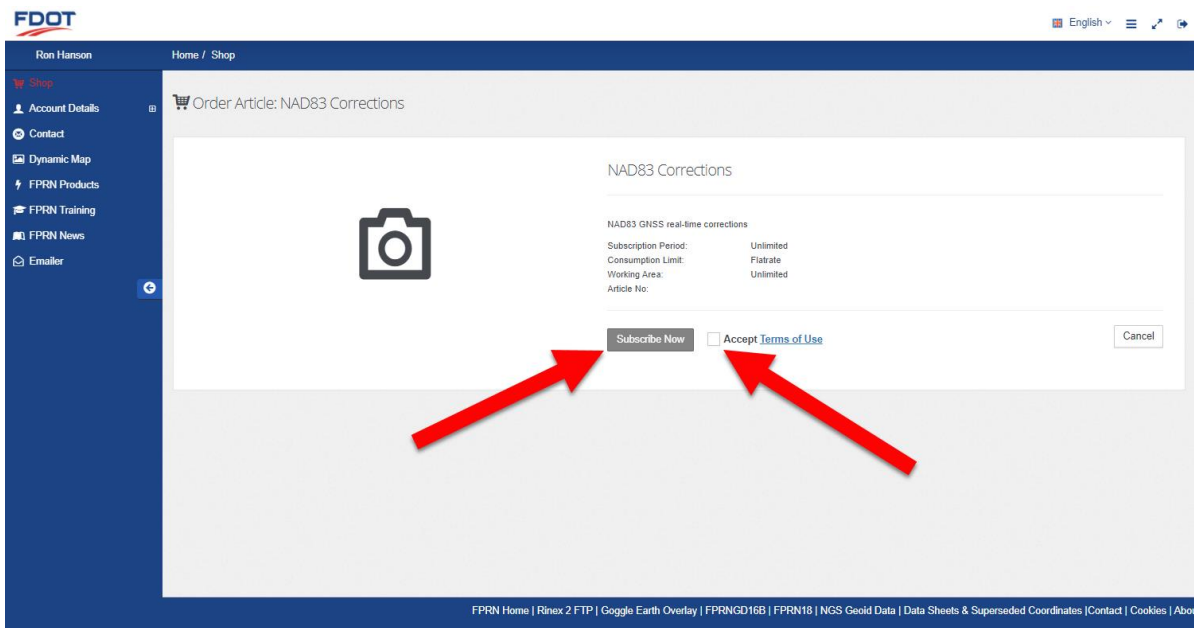 FDOT
English
Ron Hanson
Home / Shop
Shop
Account Details
Contact
Dynamic Map
FPRN Products
FPRN Training
FPRN News
Emailer
Order Article: NAD83 Corrections
NAD83 Corrections
NAD83 GNSS real-time corrections
Subscription Period: Unlimited
Consumption Limit: Flatrate
Working Area: Unlimited
Article No:
Subscribe Now Accept Terms of Use Cancel
FPRN Home | Rinex 2 FTP | Goggle Earth Overlay | FPRNGD16B | FPRN18 | NGS Geoid Data | Data Sheets & Superseded Coordinates |Contact | Cookies | Abou